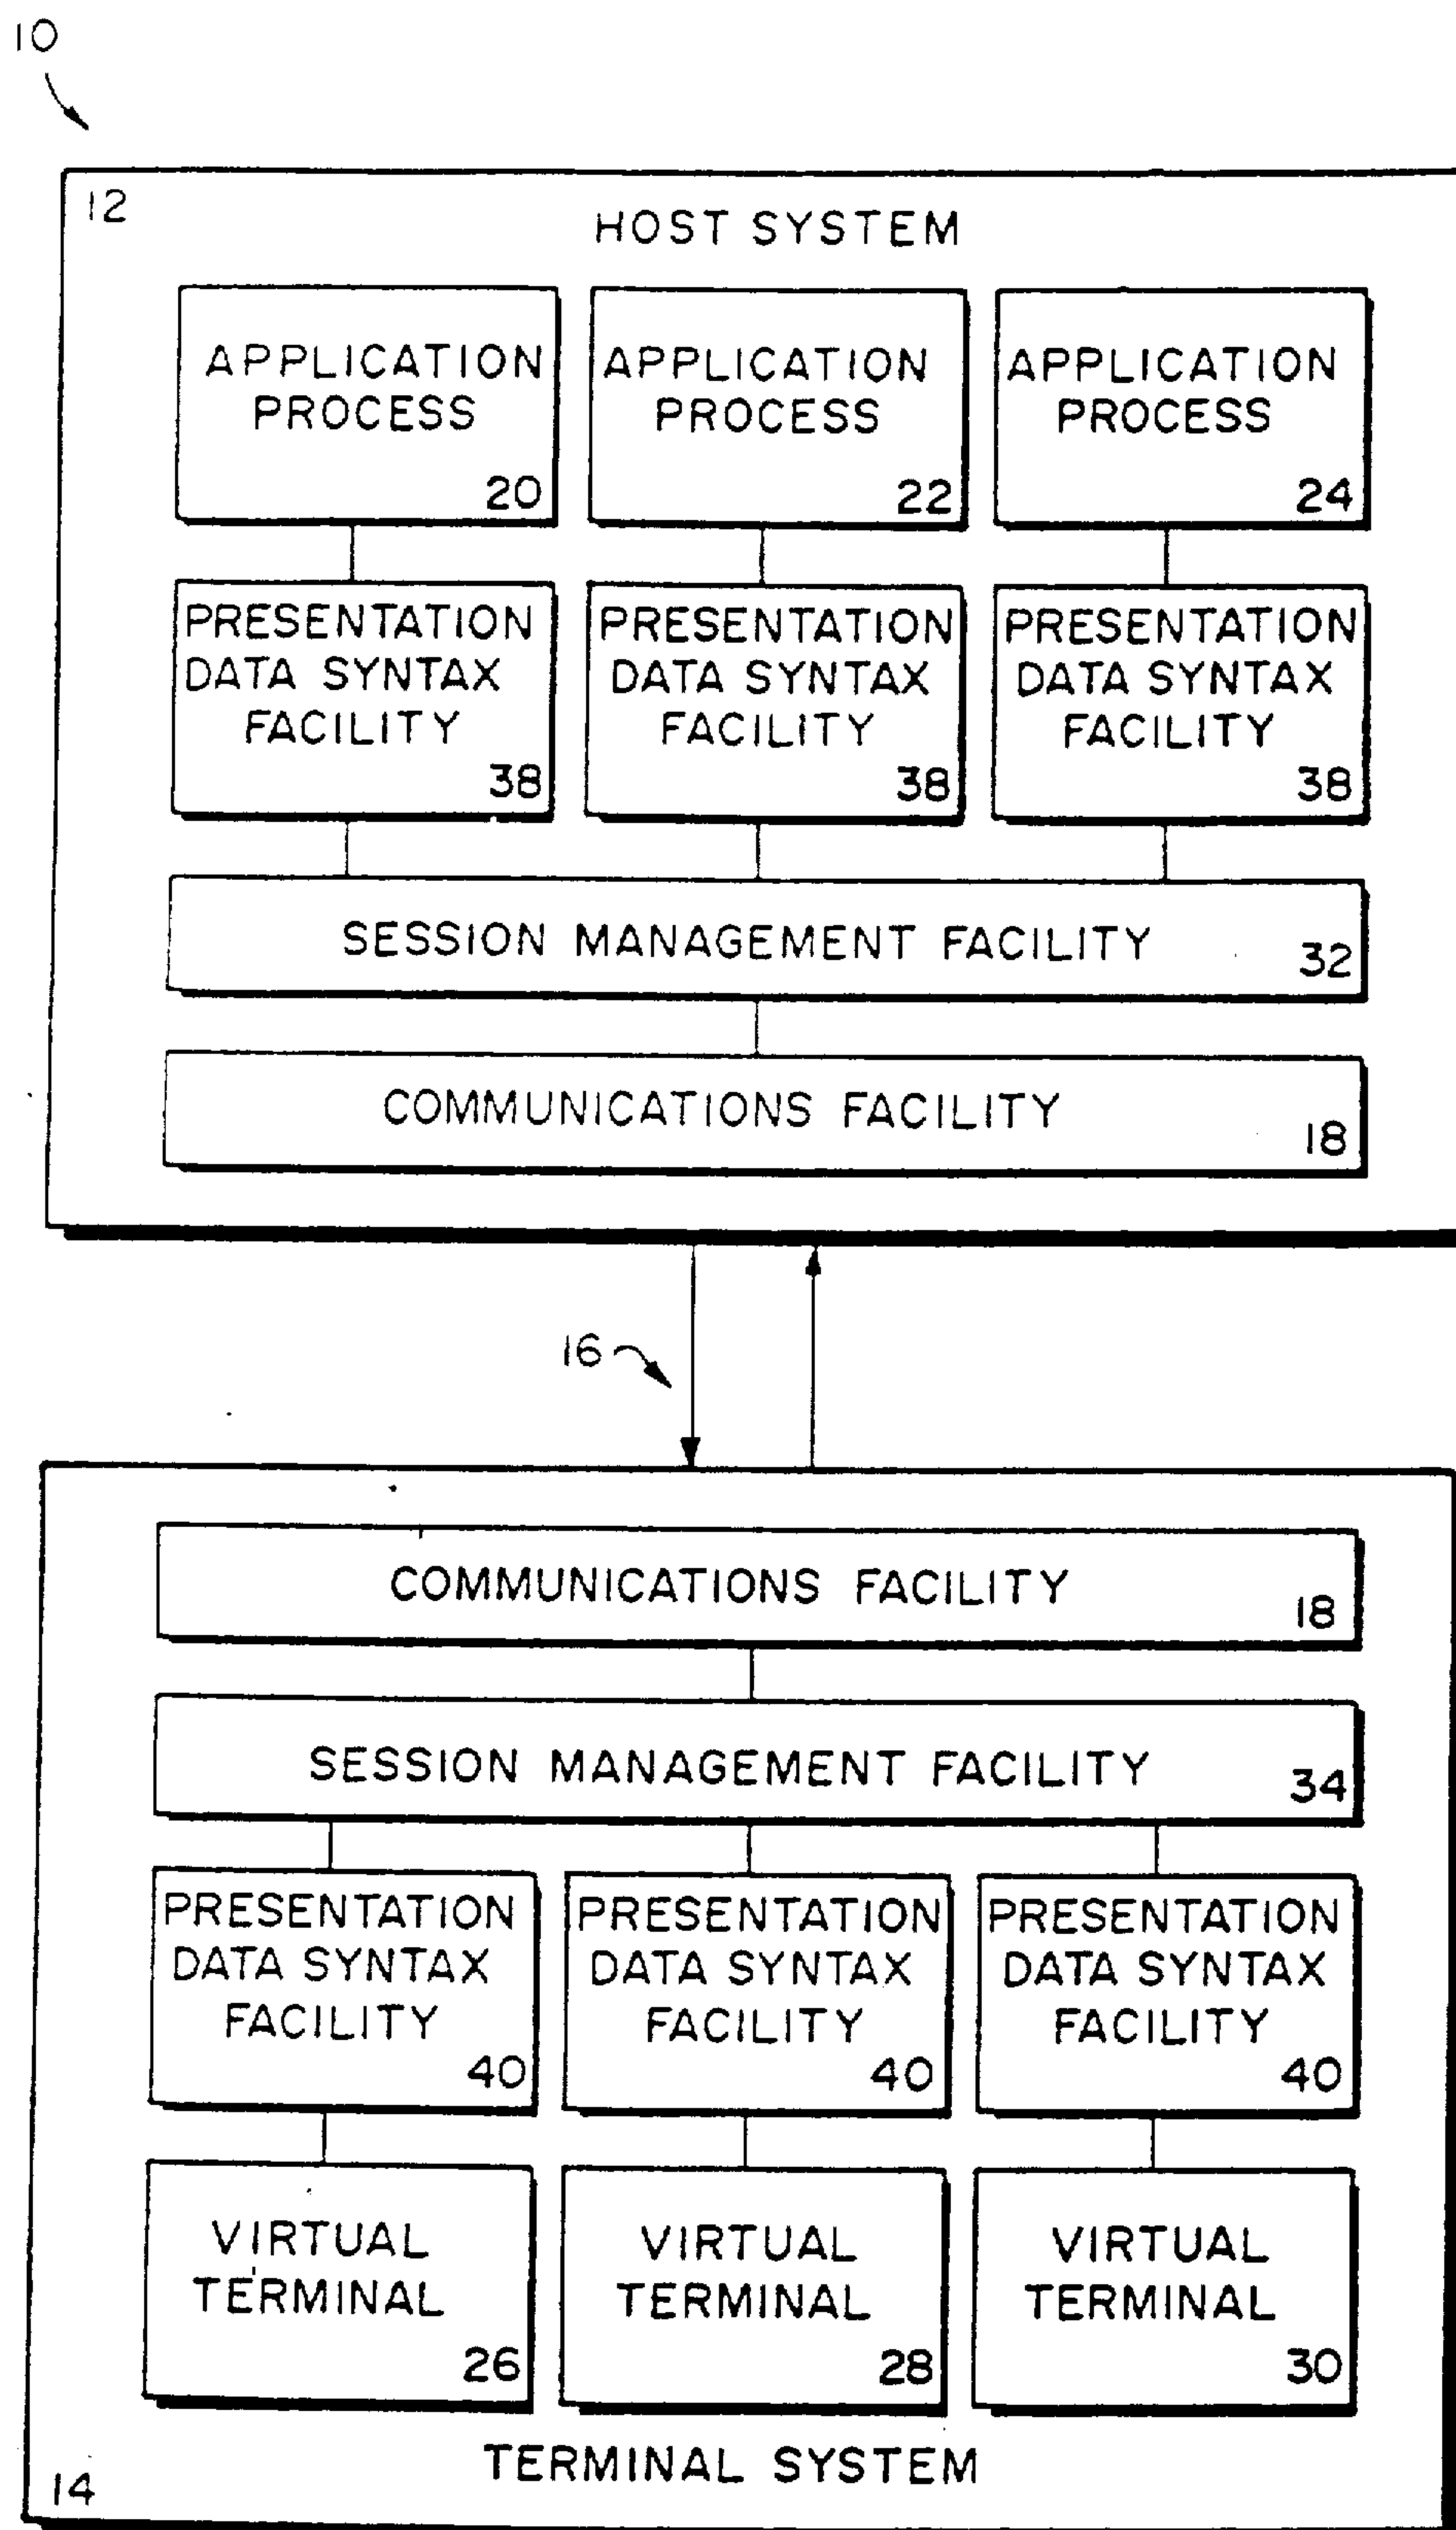 10
12
HOST SYSTEM
APPLICATION
PROCESS
20
APPLICATION
PROCESS
22
APPLICATION
PROCESS
24
PRESENTATION
DATA SYNTAX
FACILITY
38
PRESENTATION
DATA SYNTAX
FACILITY
38
PRESENTATION
DATA SYNTAX
FACILITY
38
SESSION MANAGEMENT FACILITY
32
COMMUNICATIONS FACILITY
18
16
COMMUNICATIONS FACILITY
18
SESSION MANAGEMENT FACILITY
34
PRESENTATION
DATA SYNTAX
FACILITY
40
PRESENTATION
DATA SYNTAX
FACILITY
40
PRESENTATION
DATA SYNTAX
FACILITY
40
VIRTUAL
TERMINAL
26
VIRTUAL
TERMINAL
28
VIRTUAL
TERMINAL
30
TERMINAL SYSTEM
14